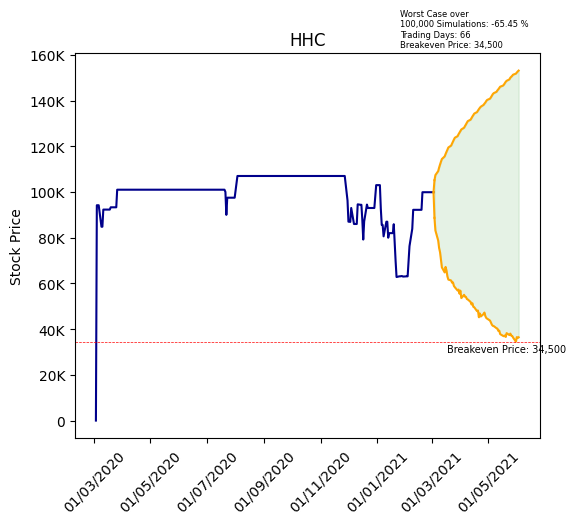 Worst Case over
100,000 Simulations: -65.45 %
Trading Days: 66
Breakeven Price: 34,500
HHC
Stock Price
160K
140K
120K
100K
80K
60K
40K
20K
0
Breakeven Price: 34,500
01/03/2020
01/05/2020
01/07/2020
01/09/2020
01/11/2020
01/01/2021
01/03/2021
01/05/2021